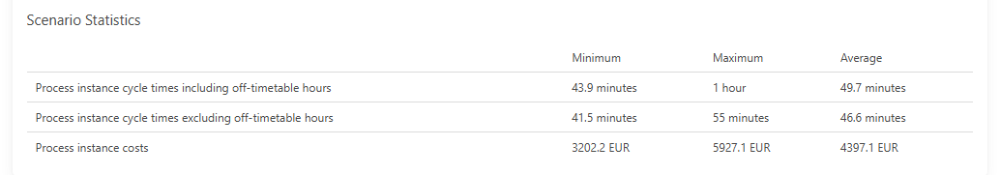 Scenario Statistics
Minimum Maximum Average
Process instance cycle times including off-timetable hours 43.9 minutes 1 hour 49.7 minutes
Process instance cycle times excluding off-timetable hours 41.5 minutes 55 minutes 46.6 minutes
Process instance costs 3202.2 EUR 5927.1 EUR 4397.1 EUR